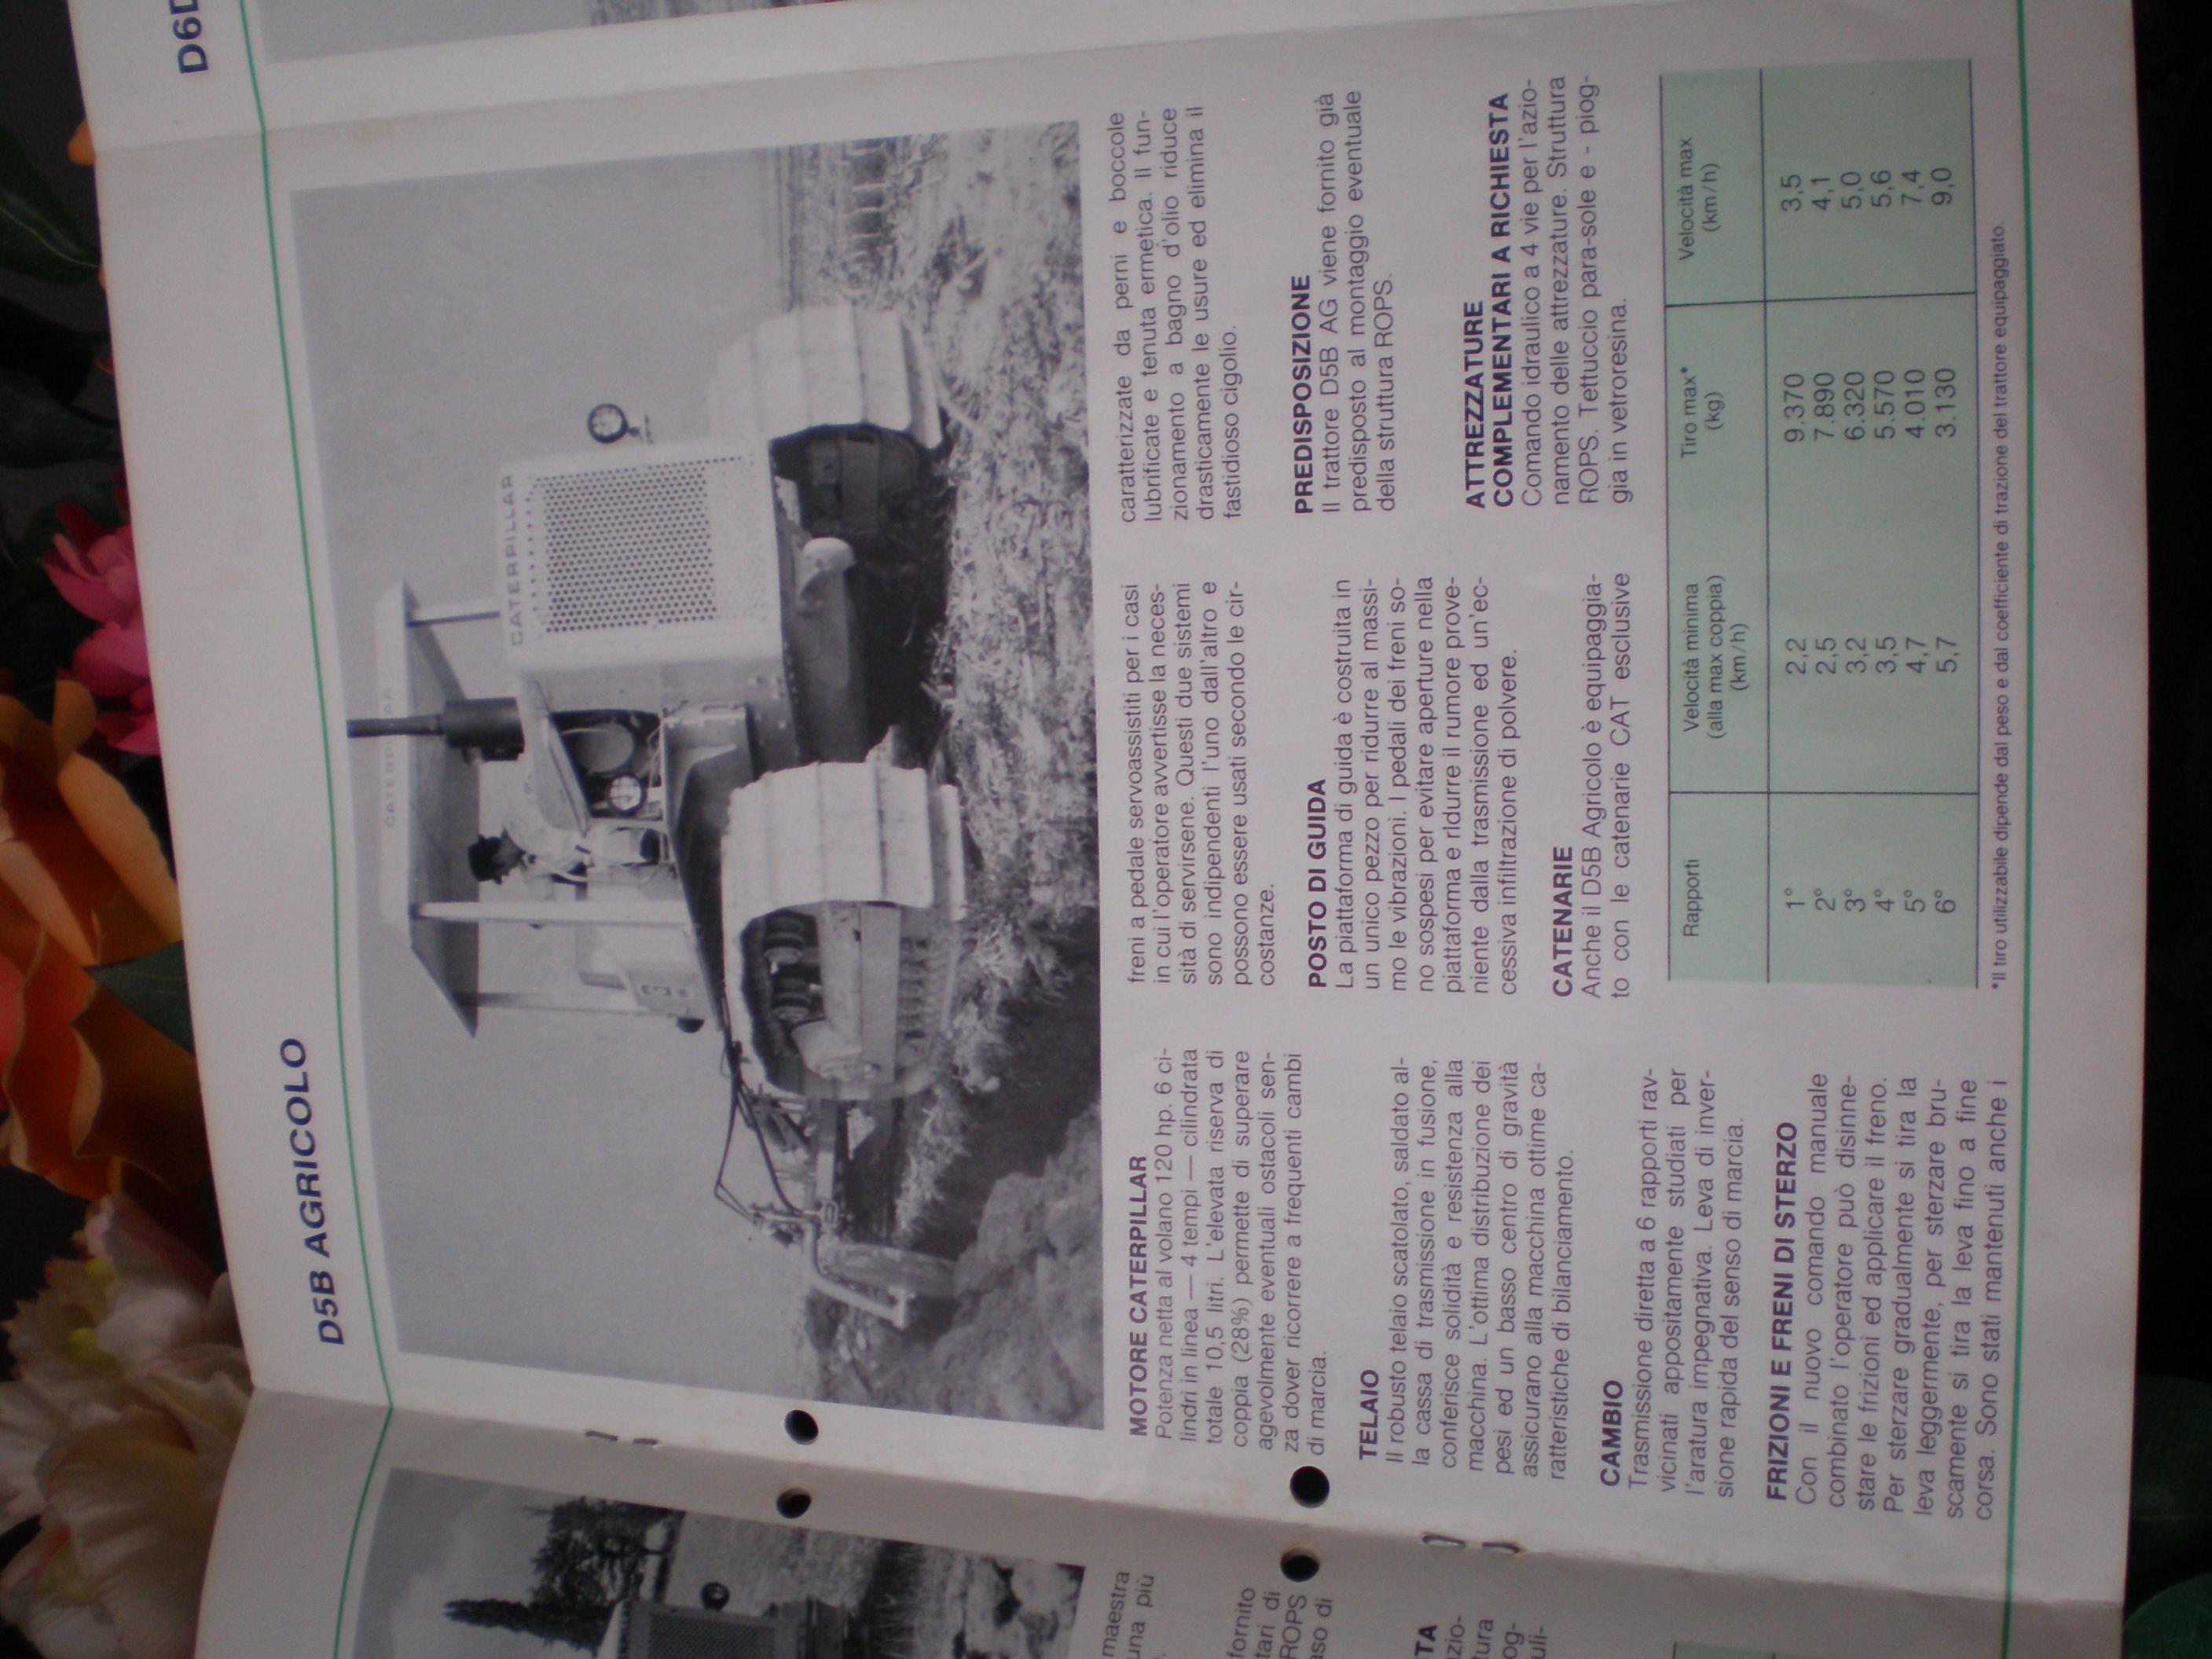 D6D
D5B AGRICOLO
CATERPILLAR
CATERPILLAR
MOTORE CATERPILLAR
Potenza netta al volano 120 hp. 6 ci-
lindri in linea — 4 tempi — cilindrata
totale 10,5 litri. L'elevata riserva di
coppia (28%) permette di superare
agevolmente eventuali ostacoli sen-
za dover ricorrere a frequenti cambi
di marcia.
TELAIO
Il robusto telaio scatolato, saldato al-
la cassa di trasmissione in fusione,
conferisce solidità e resistenza alla
macchina. L'ottima distribuzione dei
pesi ed un basso centro di gravità
assicurano alla macchina ottime ca-
ratteristiche di bilanciamento.
CAMBIO
Trasmissione diretta a 6 rapporti rav-
vicinati appositamente studiati per
l'aratura impegnativa. Leva di inver-
sione rapida del senso di marcia.
FRIZIONI E FRENI DI STERZO
Con il nuovo comando manuale
combinato l'operatore può disinne-
stare le frizioni ed applicare il freno.
Per sterzare gradualmente si tira la
leva leggermente, per sterzare bru-
scamente si tira la leva fino a fine
corsa. Sono stati mantenuti anche i
freni a pedale servoassistiti per i casi
in cui l'operatore avvertisse la neces-
sità di servirsene. Questi due sistemi
sono indipendenti l'uno dall'altro e
possono essere usati secondo le cir-
costanze.
POSTO DI GUIDA
La piattaforma di guida è costruita in
un unico pezzo per ridurre al massi-
mo le vibrazioni. I pedali dei freni so-
no sospesi per evitare aperture nella
piattaforma e ridurre il rumore prove-
niente dalla trasmissione ed un'ec-
cessiva infiltrazione di polvere.
CATENARIE
Anche il D5B Agricolo è equipaggia-
to con le catenarie CAT esclusive
caratterizzate da perni e boccole
lubrificate e tenuta ermetica. Il fun-
zionamento a bagno d'olio riduce
drasticamente le usure ed elimina il
fastidioso cigolio.
PREDISPOSIZIONE
Il trattore D5B AG viene fornito già
predisposto al montaggio eventuale
della struttura ROPS.
ATTREZZATURE
COMPLEMENTARI A RICHIESTA
Comando idraulico a 4 vie per l'azio-
namento delle attrezzature. Struttura
ROPS. Tettuccio para-sole e - piog-
gia in vetroresina.
Rapporti Velocità minima (alla max coppia) (km/h) Tiro max* (kg) Velocità max (km/h)
1° 2,2 9.370 3,5
2° 2,5 7.890 4,1
3° 3,2 6.320 5,0
4° 3,5 5.570 5,6
5° 4,7 4.010 7,4
6° 5,7 3.130 9,0
*Il tiro utilizzabile dipende dal peso e dal coefficiente di trazione del trattore equipaggiato.
maestra
una più
fornito
tari di
ROPS
aso di
TA
zio-
tura
og-
uli-